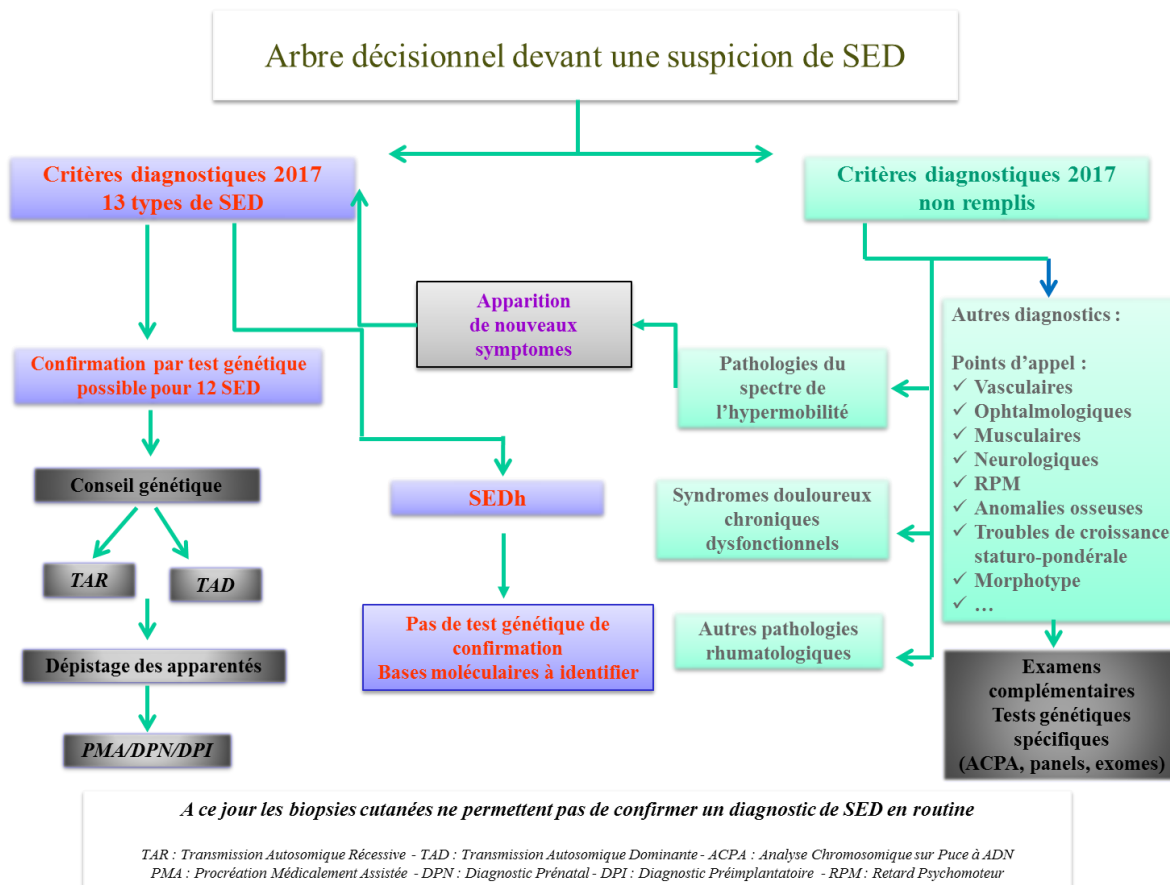 Arbre décisionnel devant une suspicion de SED
Critères diagnostiques 2017
13 types de SED
Critères diagnostiques 2017
non remplis
Apparition
de nouveaux
symptomes
Autres diagnostics :
Points d'appel :
✓ Vasculaires
✓ Ophtalmologiques
✓ Musculaires
✓ Neurologiques
✓ RPM
✓ Anomalies osseuses
✓ Troubles de croissance
staturo-pondérale
✓ Morphotype
✓ …
Confirmation par test génétique
possible pour 12 SED
Pathologies du
spectre de
l'hypermobilité
Conseil génétique
SEDh
Syndromes douloureux
chroniques
dysfonctionnels
TAR
TAD
Pas de test génétique de
confirmation
Bases moléculaires à identifier
Autres pathologies
rhumatologiques
Dépistage des apparentés
Examens
complémentaires
Tests génétiques
spécifiques
(ACPA, panels, exomes)
PMA/DPN/DPI
A ce jour les biopsies cutanées ne permettent pas de confirmer un diagnostic de SED en routine
TAR : Transmission Autosomique Récessive - TAD : Transmission Autosomique Dominante - ACPA : Analyse Chromosomique sur Puce à ADN
PMA : Procréation Médicalement Assistée - DPN : Diagnostic Prénatal - DPI : Diagnostic Préimplantatoire - RPM : Retard Psychomoteur